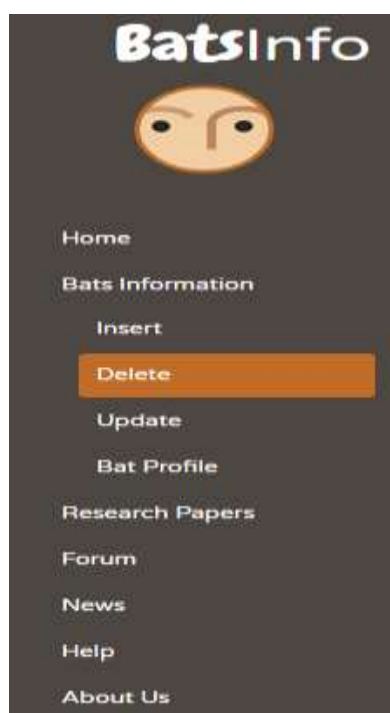 BatsInfo
Home
Bats Information
Insert
Delete
Update
Bat Profile
Research Papers
Forum
News
Help
About Us